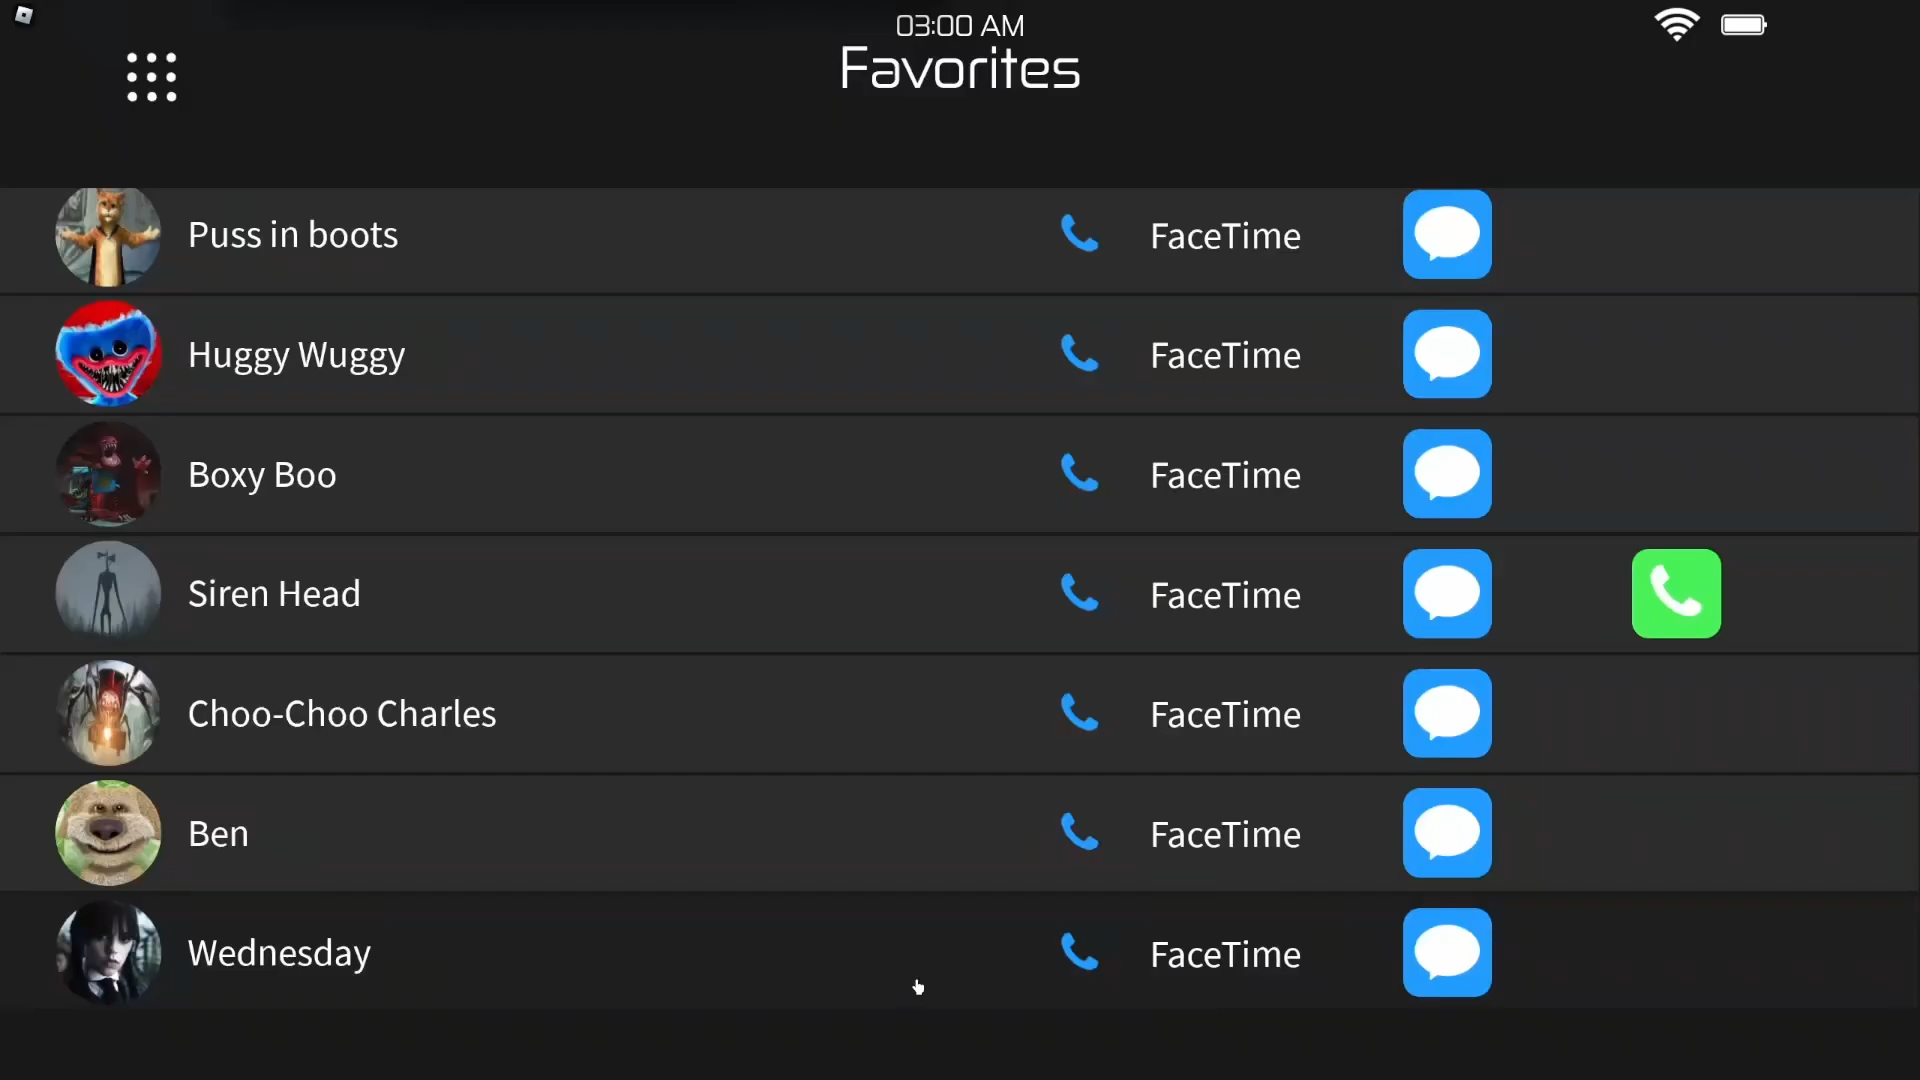 03:00 AM
Favorites
Puss in boots FaceTime
Huggy Wuggy FaceTime
Boxy Boo FaceTime
Siren Head FaceTime
Choo-Choo Charles FaceTime
Ben FaceTime
Wednesday FaceTime